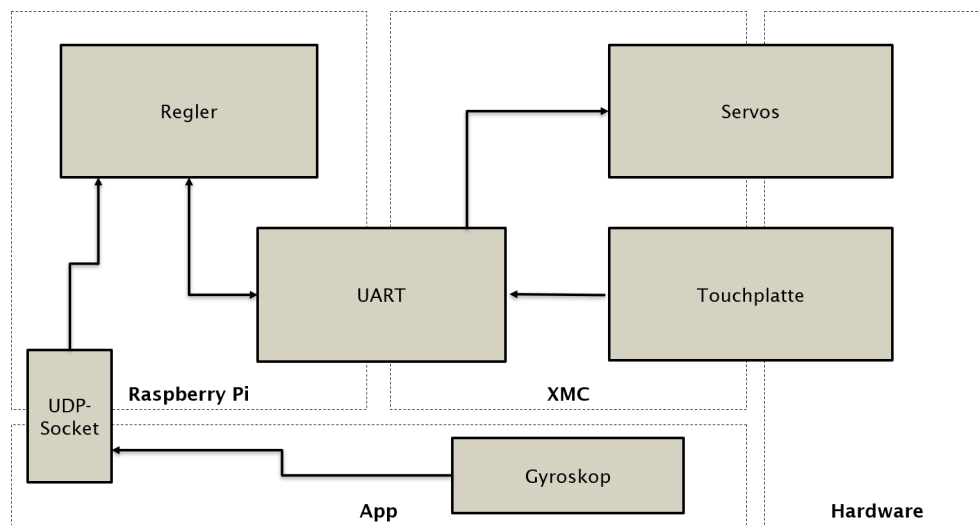 Regler
Servos
UART
Touchplatte
Raspberry Pi
XMC
UDP-
Socket
Gyroskop
App
Hardware